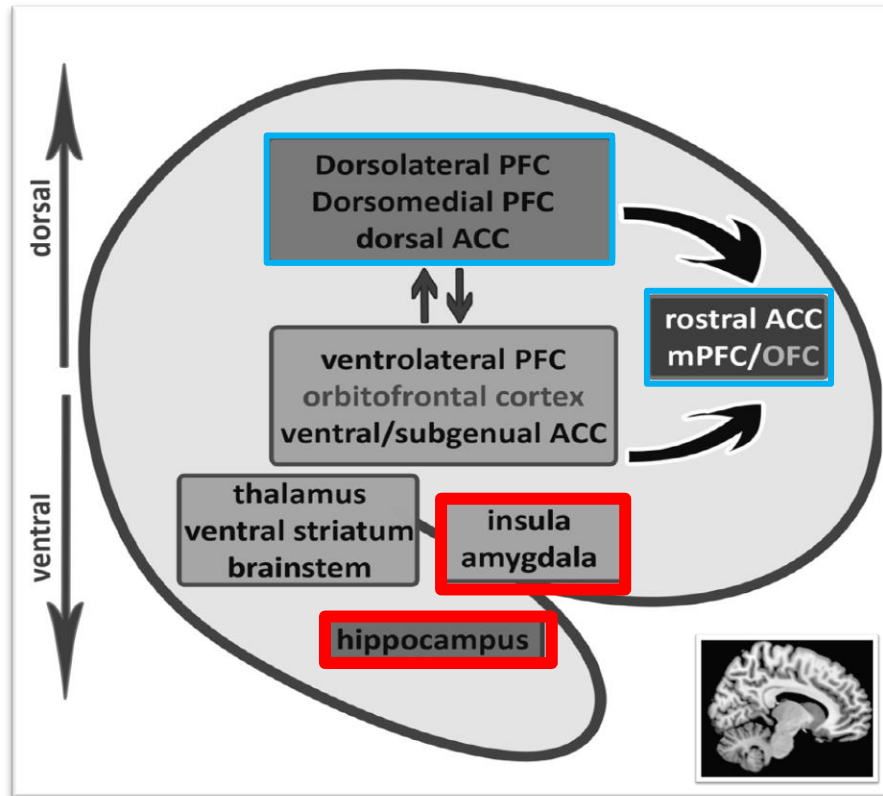 dorsal
ventral
Dorsolateral PFC
Dorsomedial PFC
dorsal ACC
rostral ACC
mPFC/OFC
ventrolateral PFC
orbitofrontal cortex
ventral/subgenual ACC
thalamus
ventral striatum
brainstem
insula
amygdala
hippocampus